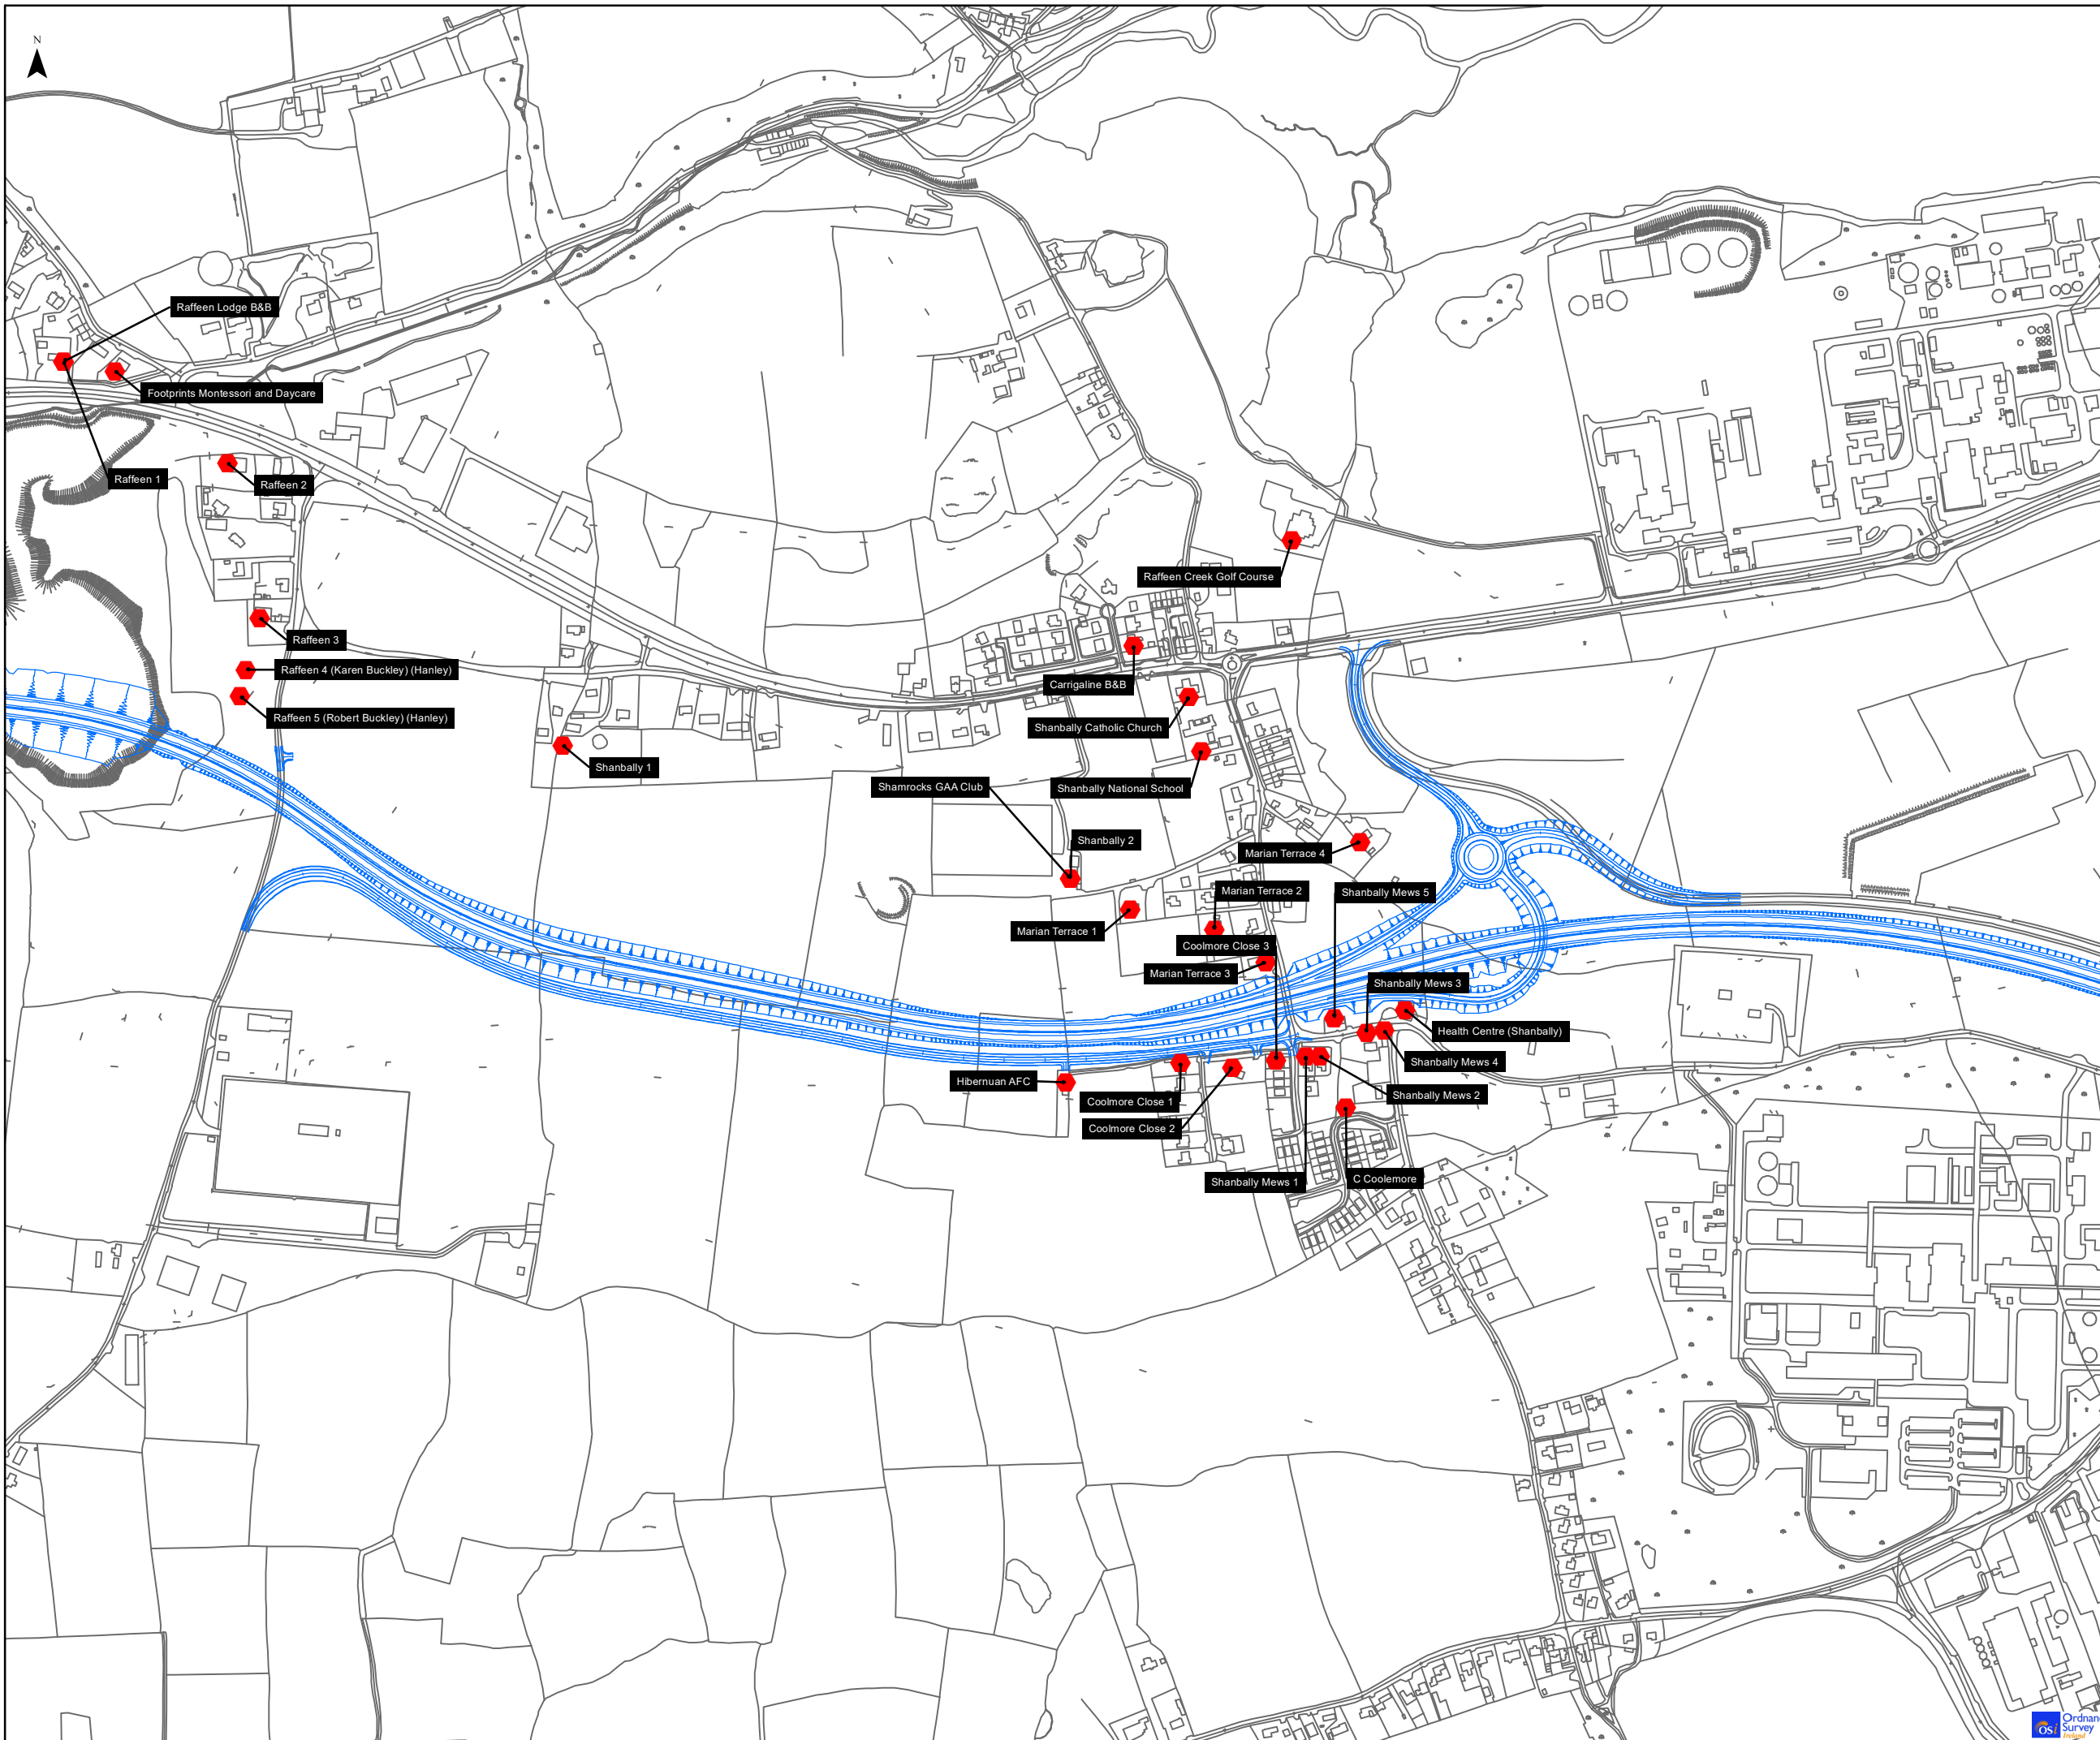 N
Raffeen Lodge B&B
Footprints Montessori and Daycare
Raffeen 1
Raffeen 2
Raffeen Creek Golf Course
Raffeen 3
Raffeen 4 (Karen Buckley) (Hanley)
Carrigaline B&B
Raffeen 5 (Robert Buckley) (Hanley)
Shanbally Catholic Church
Shanbally 1
Shamrocks GAA Club
Shanbally National School
Shanbally 2
Marian Terrace 4
Marian Terrace 2
Shanbally Mews 5
Marian Terrace 1
Coolmore Close 3
Marian Terrace 3
Shanbally Mews 3
Health Centre (Shanbally)
Shanbally Mews 4
Hibernuan AFC
Shanbally Mews 2
Coolmore Close 1
Coolmore Close 2
C Coolemore
Shanbally Mews 1
osi
Ordnan
Survey
Ireland